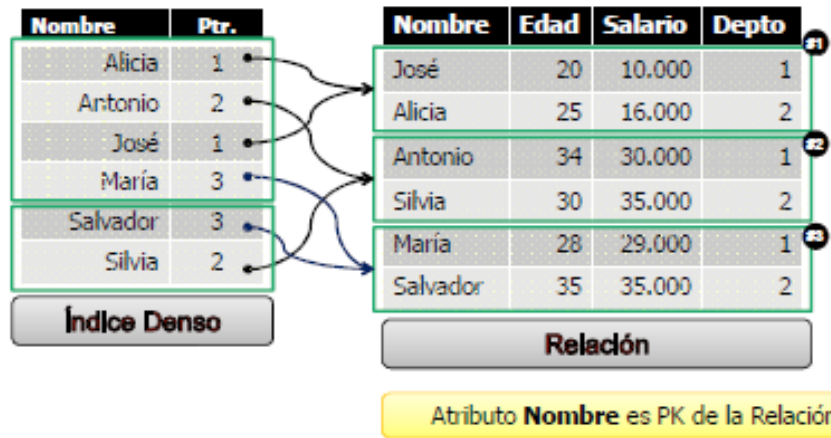 Nombre Ptr.
Alicia 1
Antonio 2
José 1
María 3
Salvador 3
Silvia 2
Índice Denso
Nombre Edad Salario Depto
#1
José 20 10.000 1
Alicia 25 16.000 2
#2
Antonio 34 30.000 1
Silvia 30 35.000 2
#3
María 28 29.000 1
Salvador 35 35.000 2
Relación
Atributo Nombre es PK de la Relación